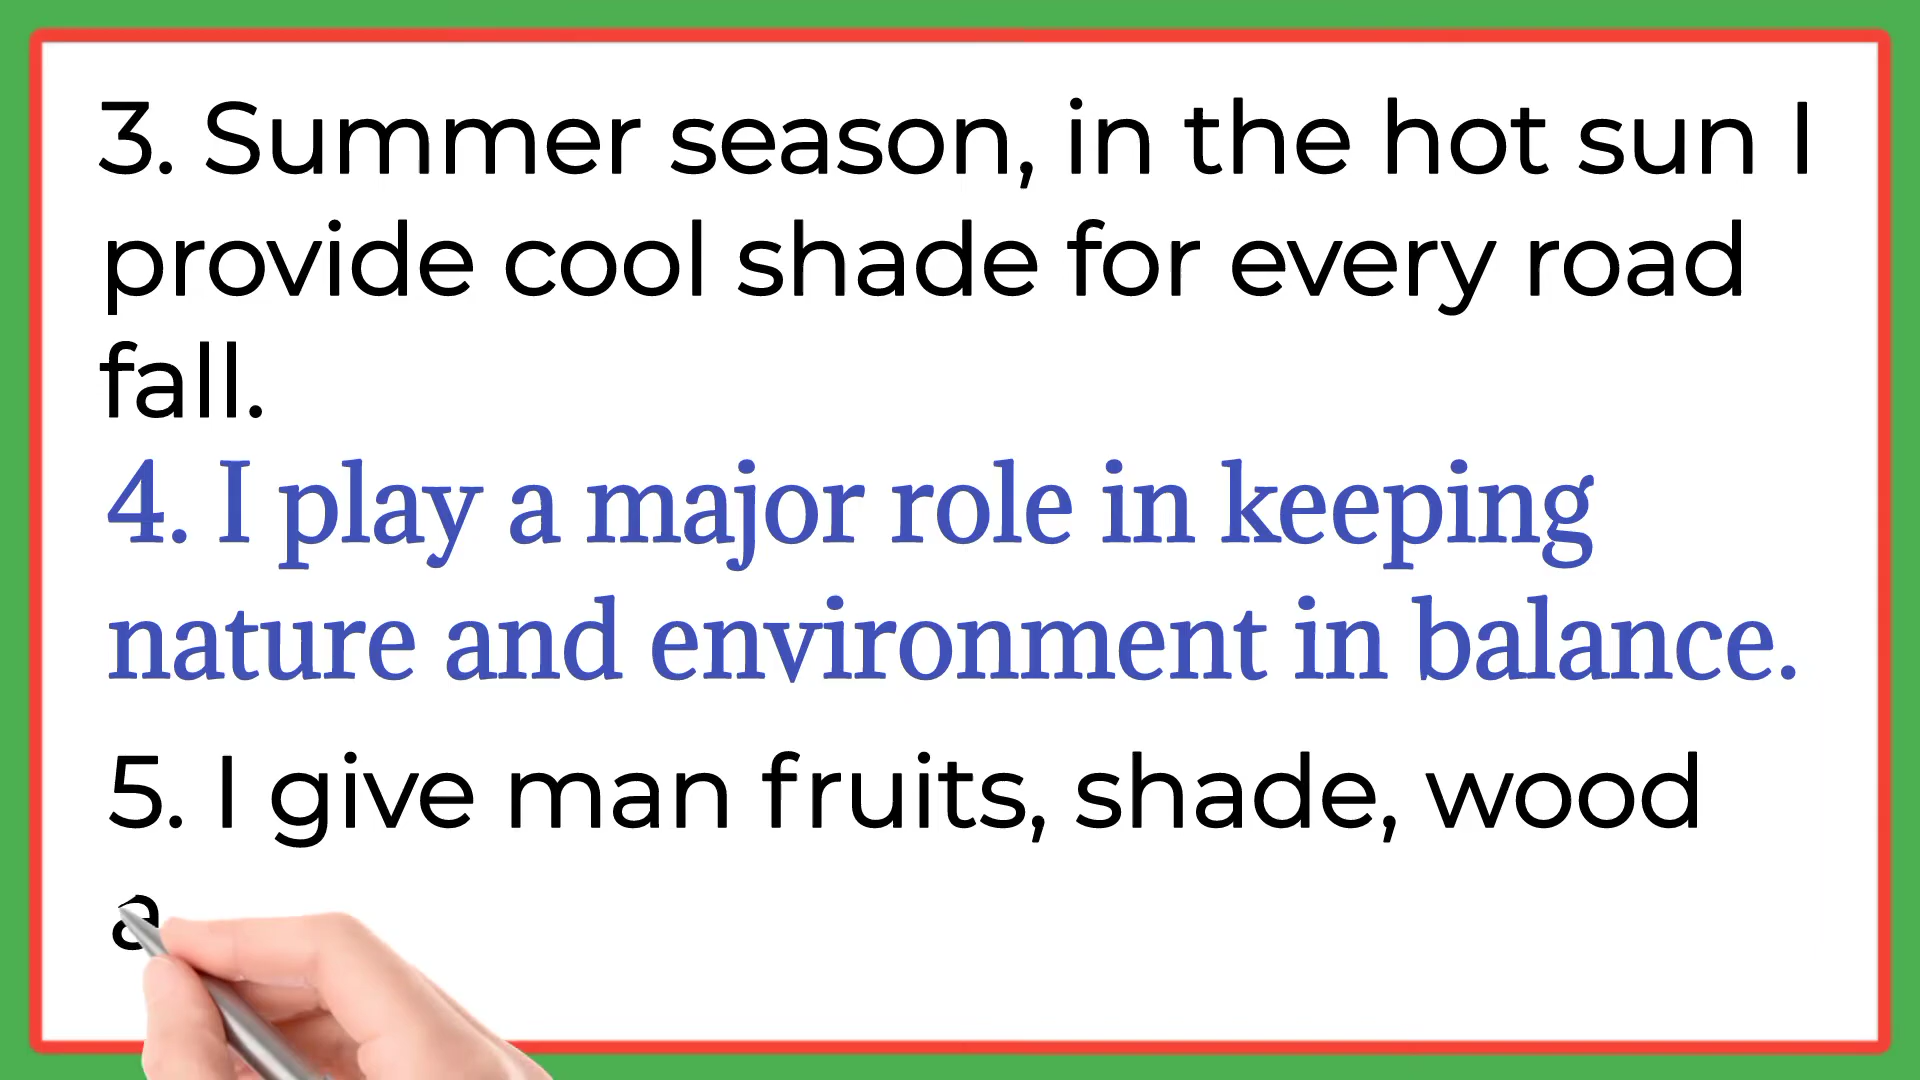 3. Summer season, in the hot sun I
provide cool shade for every road
fall.
4. I play a major role in keeping
nature and environment in balance.
5. I give man fruits, shade, wood
a